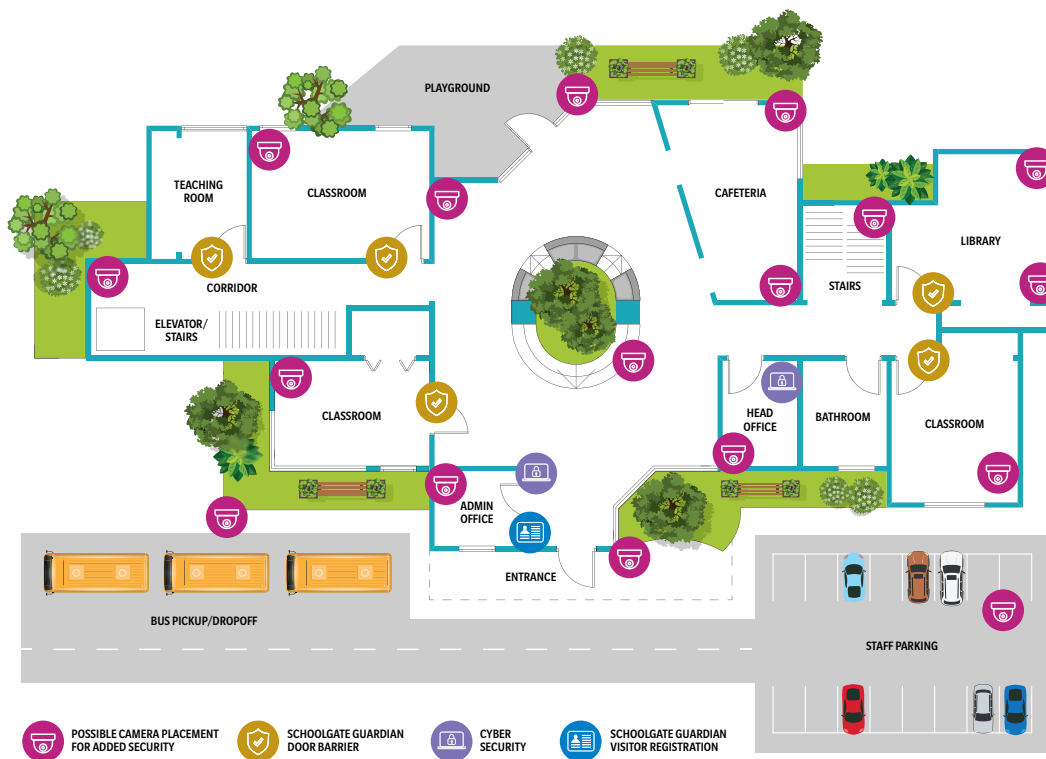 PLAYGROUND
TEACHING
ROOM
CLASSROOM
CAFETERIA
LIBRARY
CORRIDOR
STAIRS
ELEVATOR/
STAIRS
CLASSROOM
HEAD
OFFICE
BATHROOM
CLASSROOM
ADMIN
OFFICE
ENTRANCE
BUS PICKUP/DROPOFF
STAFF PARKING
POSSIBLE CAMERA PLACEMENT
FOR ADDED SECURITY
SCHOOLGATE GUARDIAN
DOOR BARRIER
CYBER
SECURITY
SCHOOLGATE GUARDIAN
VISITOR REGISTRATION